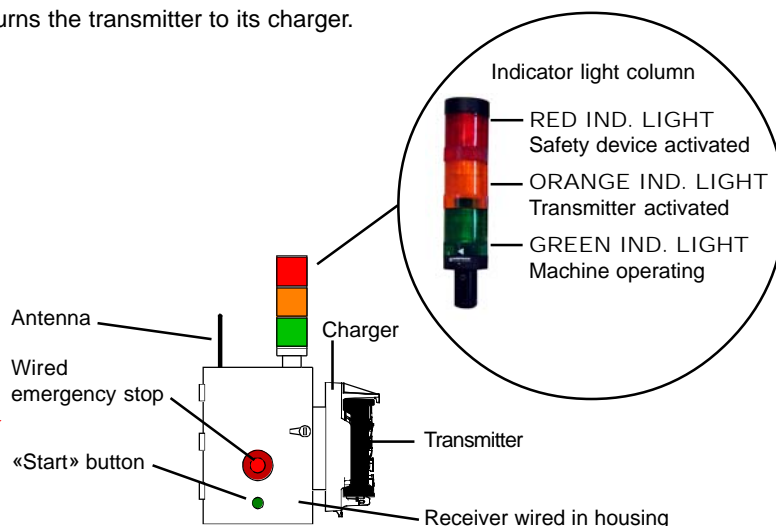 urns the transmitter to its charger.
Indicator light column
RED IND. LIGHT
Safety device activated
ORANGE IND. LIGHT
Transmitter activated
GREEN IND. LIGHT
Machine operating
Antenna
Charger
Wired
emergency stop
Transmitter
«Start» button
Receiver wired in housing